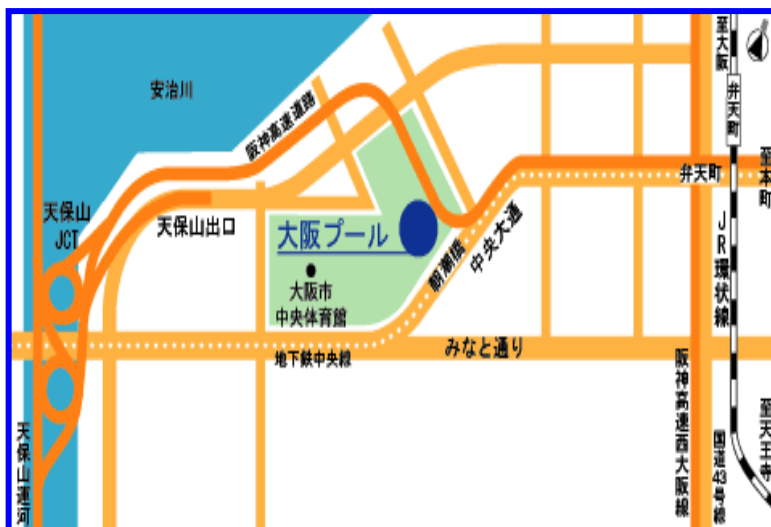 至大阪
安治川
弁天町
阪神高速道路
至本町
弁天町
天保山
JCT
天保山出口
大阪プール
中央大通
朝潮橋
JR環状線
大阪市
中央体育館
みなと通り
地下鉄中央線
阪神高速西大阪線
至天王寺
天保山運河
国道43号線